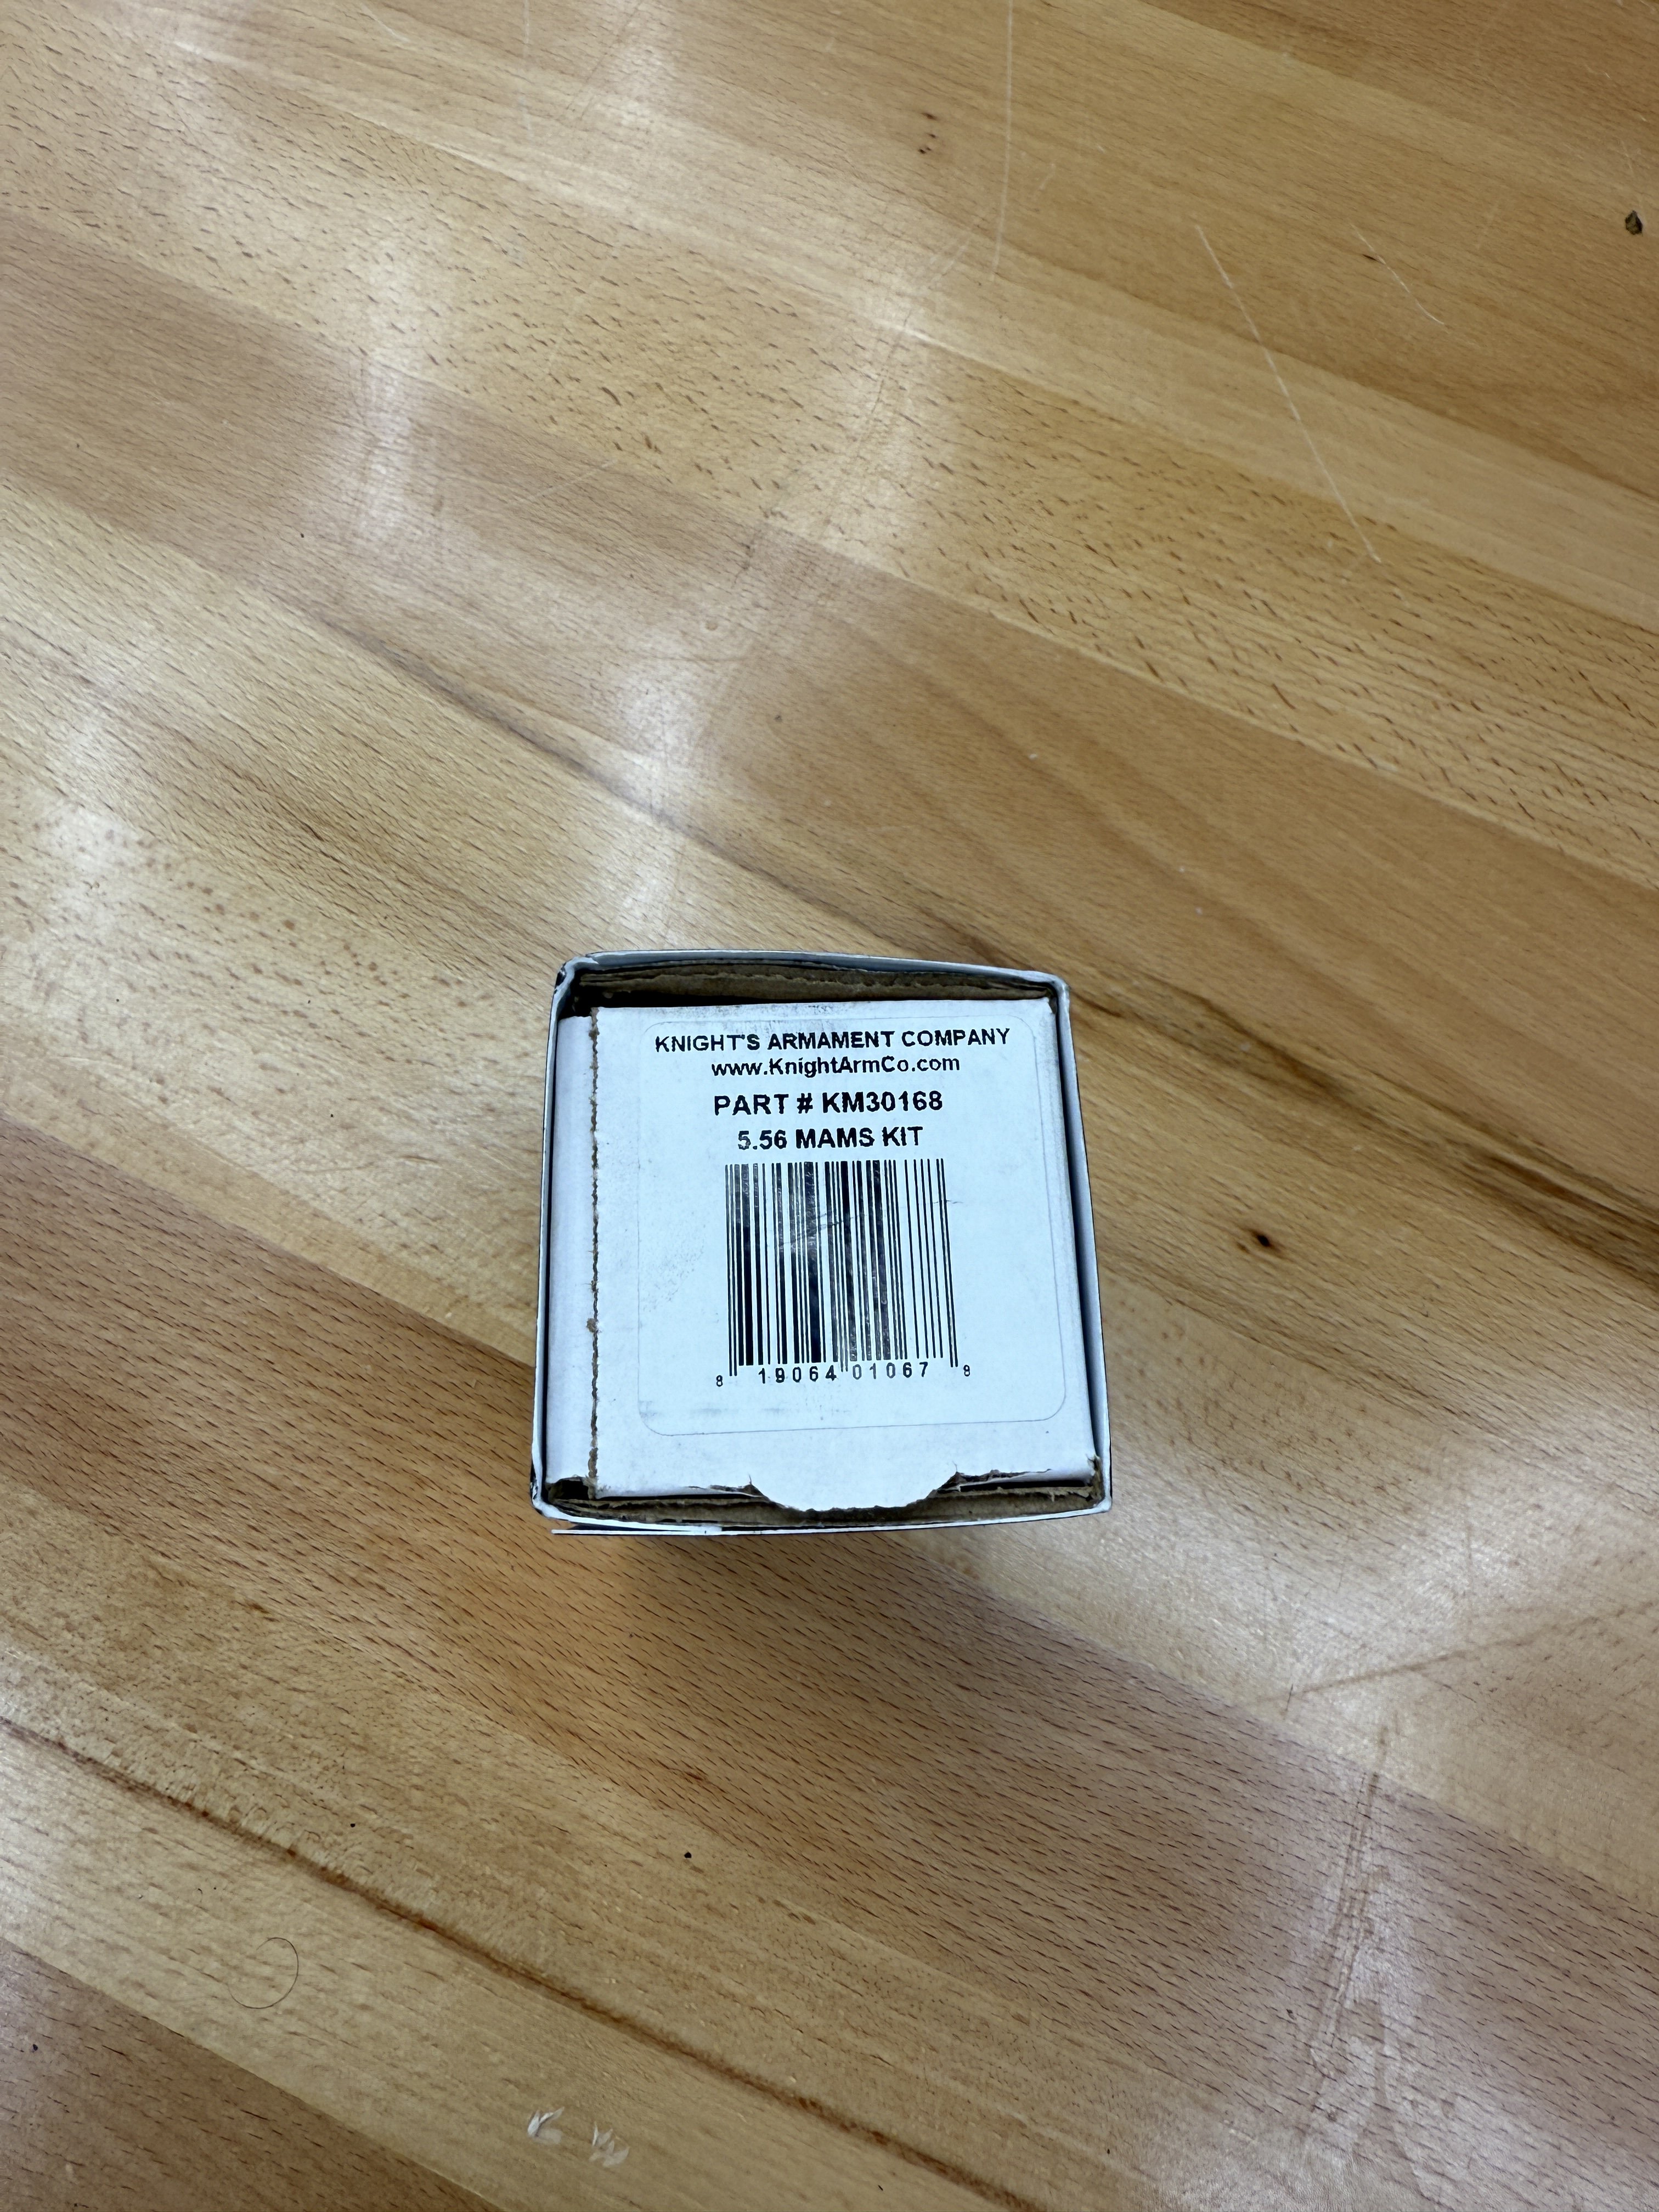 KNIGHT'S ARMAMENT COMPANY
www.KnightArmCo.com
PART # KM30168
5.56 MAMS KIT
8 19064 01067 8